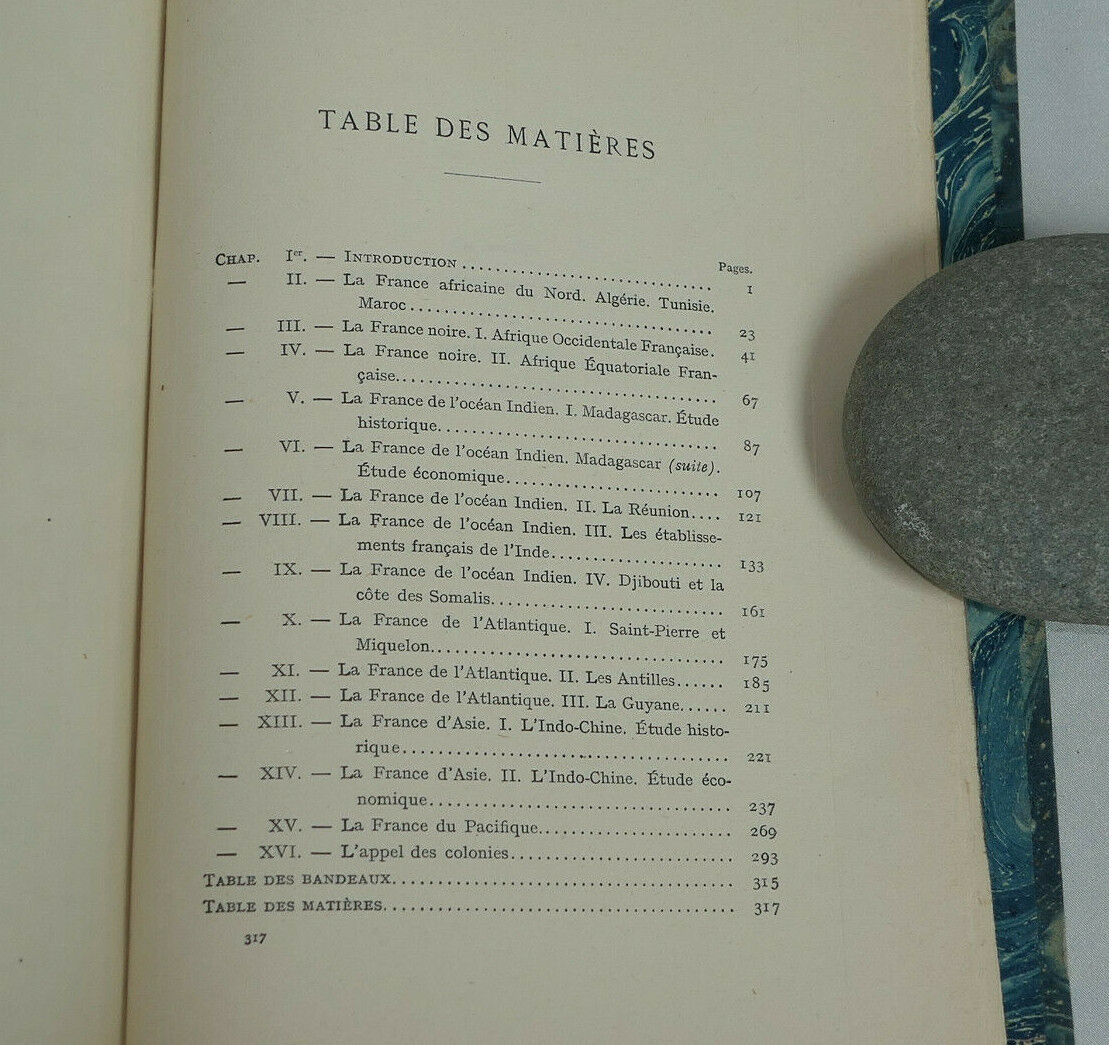 TABLE DES MATIÈRES
Pages.
CHAP. Ier. — INTRODUCTION........................ 1
— II. — La France africaine du Nord. Algérie. Tunisie.
Maroc........................ 23
— III. — La France noire. I. Afrique Occidentale Française. 41
— IV. — La France noire. II. Afrique Équatoriale Fran-
çaise........................ 67
— V. — La France de l'océan Indien. I. Madagascar. Étude
historique........................ 87
— VI. — La France de l'océan Indien. Madagascar (suite).
Étude économique........................ 107
— VII. — La France de l'océan Indien. II. La Réunion.... 121
— VIII. — La France de l'océan Indien. III. Les établisse-
ments français de l'Inde........................ 133
— IX. — La France de l'océan Indien. IV. Djibouti et la
côte des Somalis........................ 161
— X. — La France de l'Atlantique. I. Saint-Pierre et
Miquelon........................ 175
— XI. — La France de l'Atlantique. II. Les Antilles...... 185
— XII. — La France de l'Atlantique. III. La Guyane...... 211
— XIII. — La France d'Asie. I. L'Indo-Chine. Étude histo-
rique........................ 221
— XIV. — La France d'Asie. II. L'Indo-Chine. Étude éco-
nomique........................ 237
— XV. — La France du Pacifique........................ 269
— XVI. — L'appel des colonies........................ 293
TABLE DES BANDEAUX........................ 315
TABLE DES MATIÈRES........................ 317
317